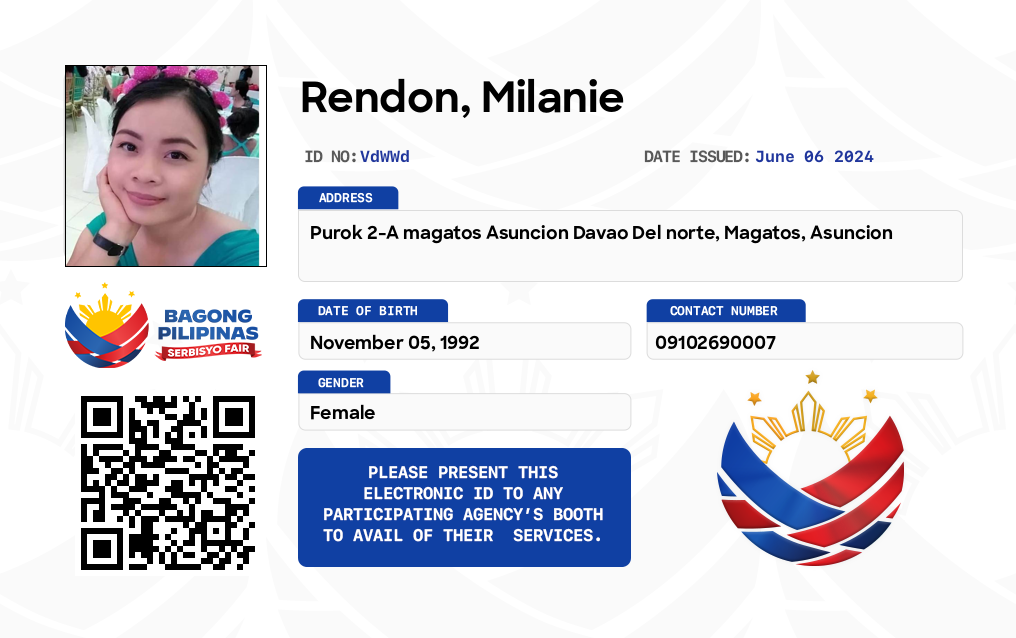 Rendon, Milanie
ID NO: VdWWd
DATE ISSUED: June 06 2024
ADDRESS
Purok 2-A magatos Asuncion Davao Del norte, Magatos, Asuncion
BAGONG
PILIPINAS
SERBISYO FAIR
DATE OF BIRTH
November 05, 1992
CONTACT NUMBER
09102690007
GENDER
Female
PLEASE PRESENT THIS
ELECTRONIC ID TO ANY
PARTICIPATING AGENCY’S BOOTH
TO AVAIL OF THEIR  SERVICES.